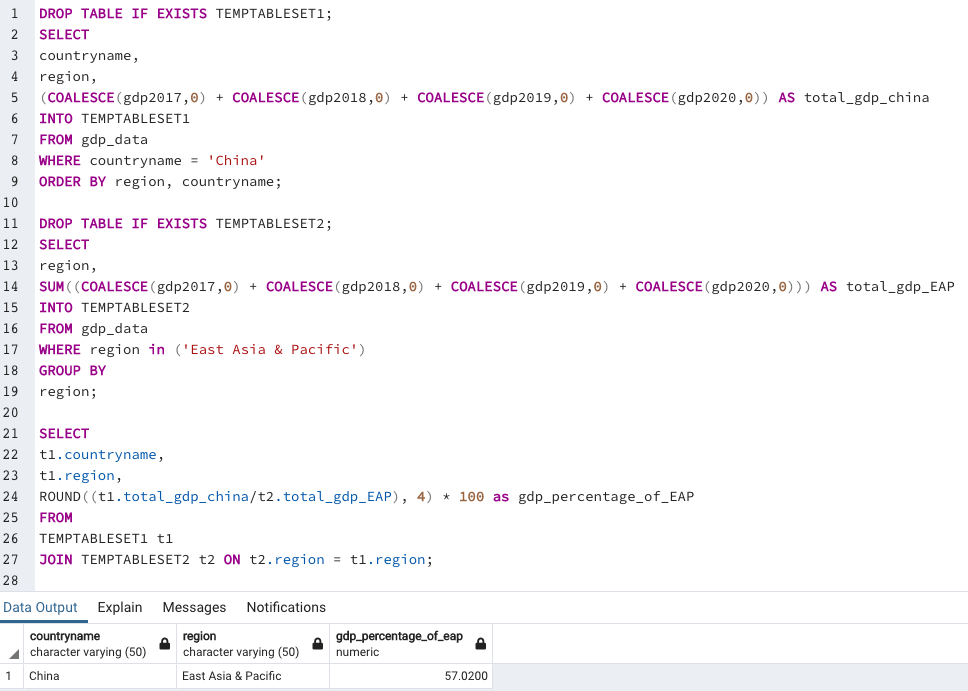 1 DROP TABLE IF EXISTS TEMPTABLESET1;
2 SELECT
3 countryname,
4 region,
5 (COALESCE(gdp2017,0) + COALESCE(gdp2018,0) + COALESCE(gdp2019,0) + COALESCE(gdp2020,0)) AS total_gdp_china
6 INTO TEMPTABLESET1
7 FROM gdp_data
8 WHERE countryname = 'China'
9 ORDER BY region, countryname;
10
11 DROP TABLE IF EXISTS TEMPTABLESET2;
12 SELECT
13 region,
14 SUM((COALESCE(gdp2017,0) + COALESCE(gdp2018,0) + COALESCE(gdp2019,0) + COALESCE(gdp2020,0))) AS total_gdp_EAP
15 INTO TEMPTABLESET2
16 FROM gdp_data
17 WHERE region in ('East Asia & Pacific')
18 GROUP BY
19 region;
20
21 SELECT
22 t1.countryname,
23 t1.region,
24 ROUND((t1.total_gdp_china/t2.total_gdp_EAP), 4) * 100 as gdp_percentage_of_EAP
25 FROM
26 TEMPTABLESET1 t1
27 JOIN TEMPTABLESET2 t2 ON t2.region = t1.region;
28
Data Output Explain Messages Notifications
countryname region gdp_percentage_of_eap
character varying (50) character varying (50) numeric
1 China East Asia & Pacific 57.0200